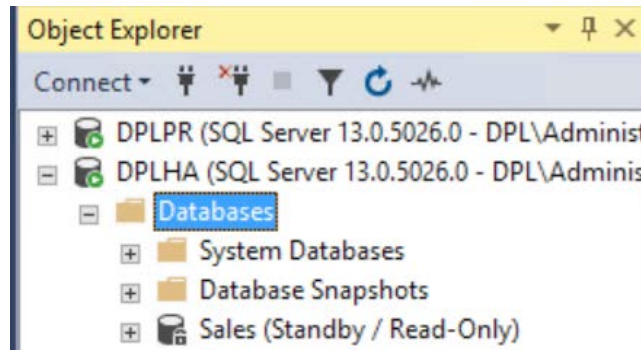 Object Explorer
Connect
DPLPR (SQL Server 13.0.5026.0 - DPL\Administ
DPLHA (SQL Server 13.0.5026.0 - DPL\Adminis
Databases
System Databases
Database Snapshots
Sales (Standby / Read-Only)